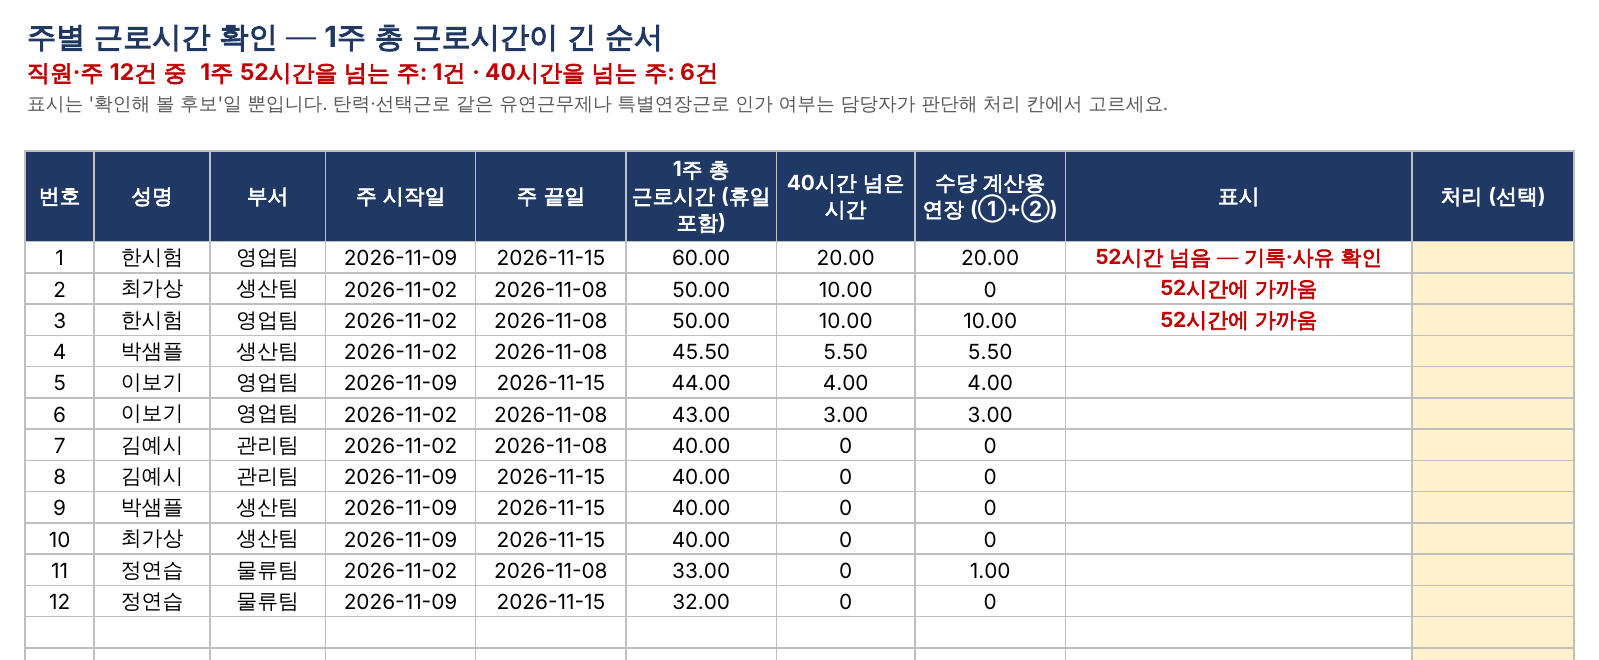 주별 근로시간 확인 — 1주 총 근로시간이 긴 순서
직원·주 12건 중 1주 52시간을 넘는 주: 1건 · 40시간을 넘는 주: 6건
표시는 '확인해 볼 후보'일 뿐입니다. 탄력·선택근로 같은 유연근무제나 특별연장근로 인가 여부는 담당자가 판단해 처리 칸에서 고르세요.
번호 성명 부서 주 시작일 주 끝일 1주 총 근로시간 (휴일 포함) 40시간 넘은 시간 수당 계산용 연장 (①+②) 표시 처리 (선택)
1 한시험 영업팀 2026-11-09 2026-11-15 60.00 20.00 20.00 52시간 넘음 — 기록·사유 확인
2 최가상 생산팀 2026-11-02 2026-11-08 50.00 10.00 0 52시간에 가까움
3 한시험 영업팀 2026-11-02 2026-11-08 50.00 10.00 10.00 52시간에 가까움
4 박샘플 생산팀 2026-11-02 2026-11-08 45.50 5.50 5.50
5 이보기 영업팀 2026-11-09 2026-11-15 44.00 4.00 4.00
6 이보기 영업팀 2026-11-02 2026-11-08 43.00 3.00 3.00
7 김예시 관리팀 2026-11-02 2026-11-08 40.00 0 0
8 김예시 관리팀 2026-11-09 2026-11-15 40.00 0 0
9 박샘플 생산팀 2026-11-09 2026-11-15 40.00 0 0
10 최가상 생산팀 2026-11-09 2026-11-15 40.00 0 0
11 정연습 물류팀 2026-11-02 2026-11-08 33.00 0 1.00
12 정연습 물류팀 2026-11-09 2026-11-15 32.00 0 0